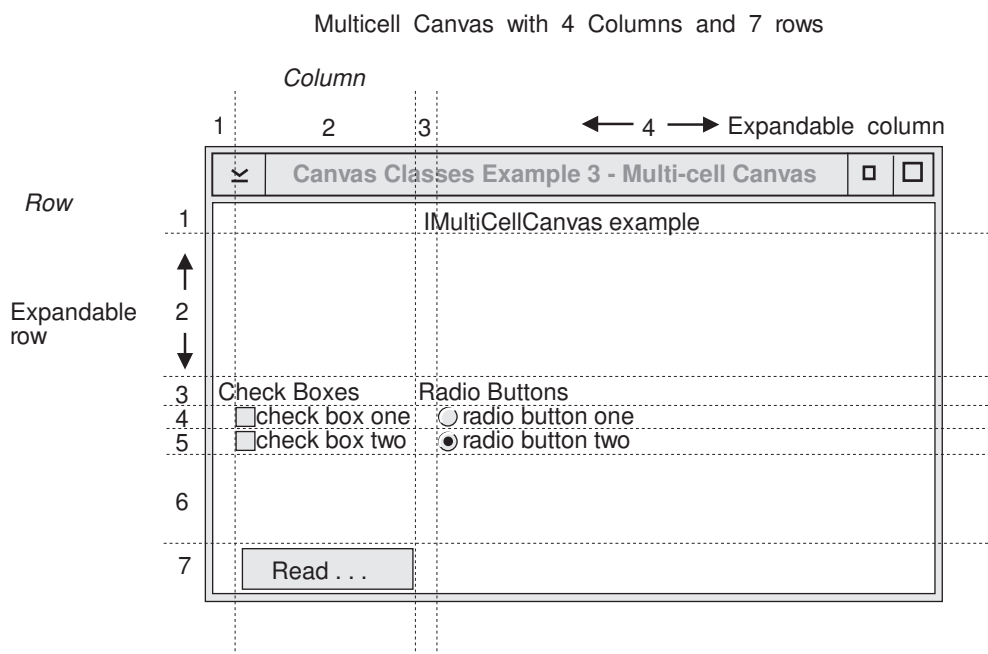 Multicell Canvas with 4 Columns and 7 rows
Column
1 2 3 4 Expandable column
Canvas Classes Example 3 - Multi-cell Canvas
Row
1 IMultiCellCanvas example
Expandable row
2
3 Check Boxes Radio Buttons
4 check box one radio button one
5 check box two radio button two
6
7 Read . . .